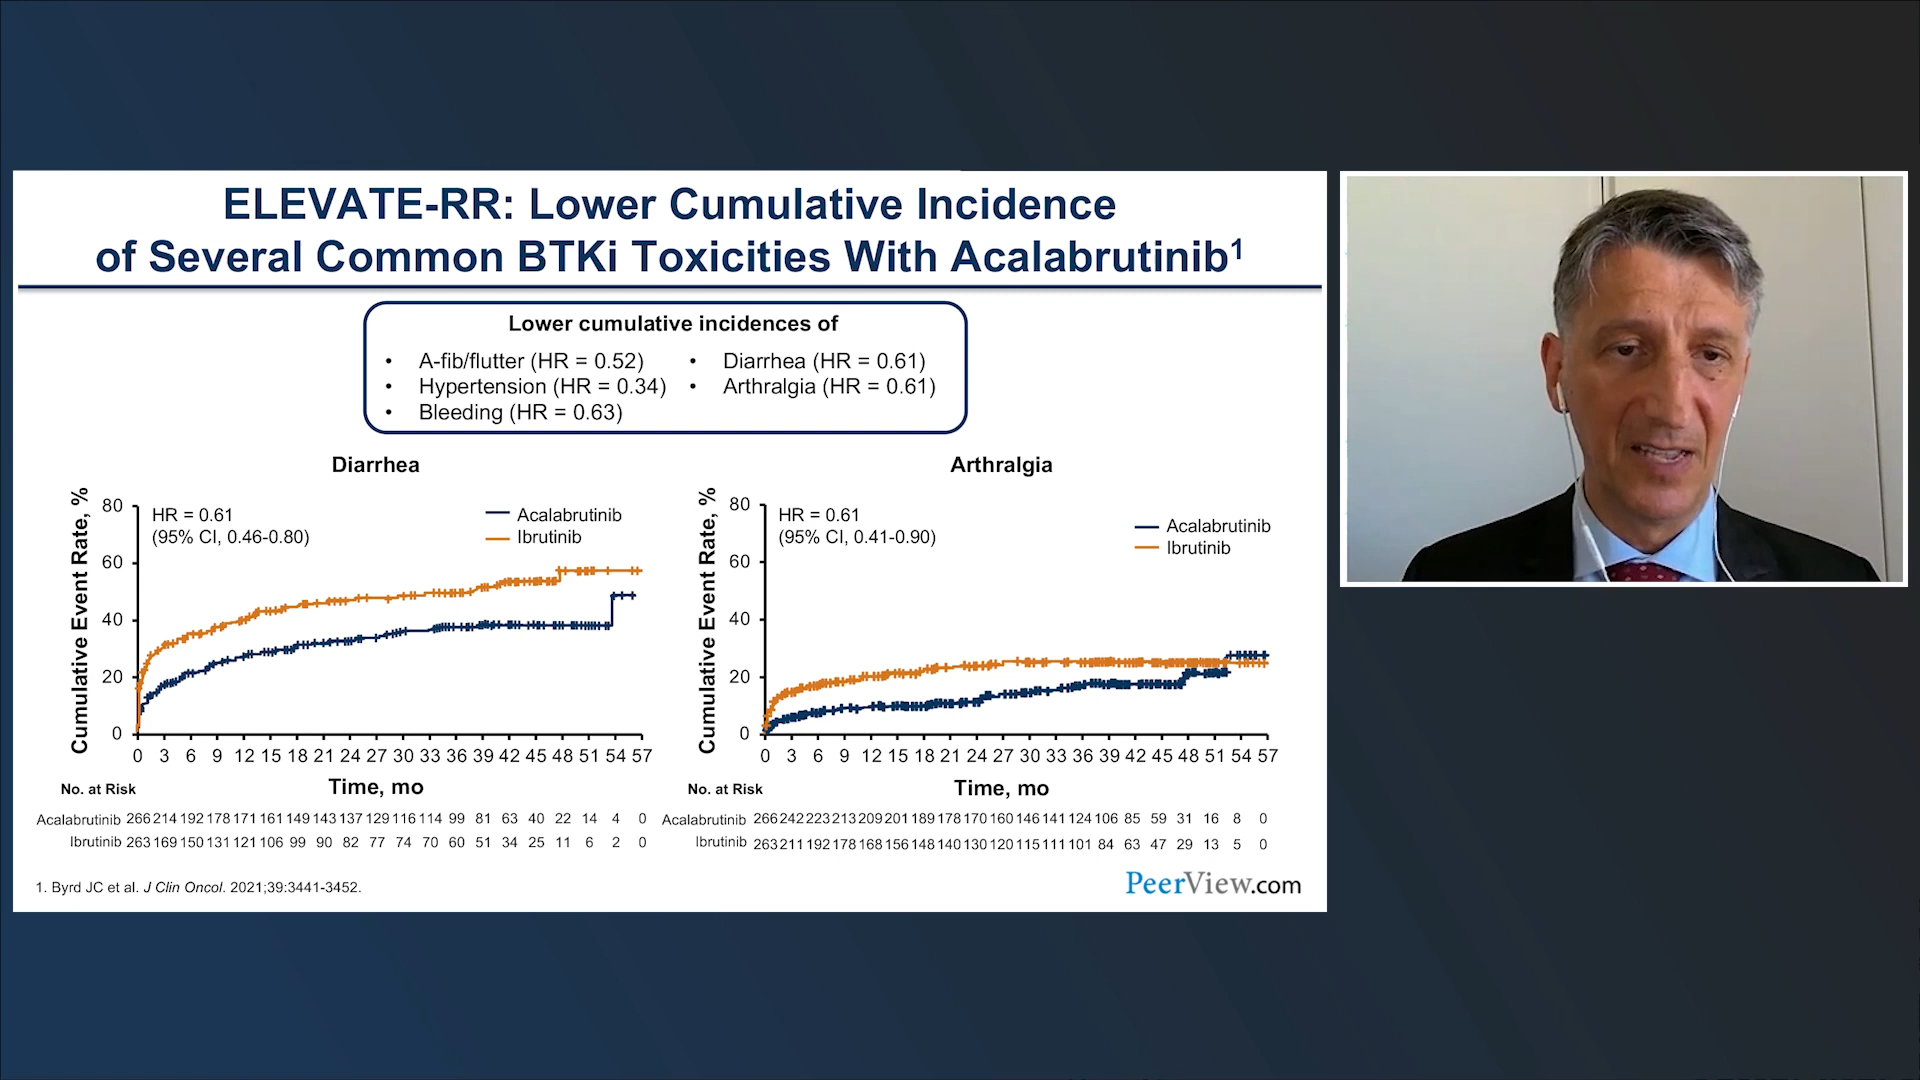 ELEVATE-RR: Lower Cumulative Incidence
of Several Common BTKi Toxicities With Acalabrutinib1
Lower cumulative incidences of
• A-fib/flutter (HR = 0.52)
• Hypertension (HR = 0.34)
• Bleeding (HR = 0.63)
• Diarrhea (HR = 0.61)
• Arthralgia (HR = 0.61)
Diarrhea
Cumulative Event Rate, %
80
60
40
20
0
HR = 0.61
(95% CI, 0.46-0.80)
Acalabrutinib
Ibrutinib
0 3 6 9 12 15 18 21 24 27 30 33 36 39 42 45 48 51 54 57
Time, mo
No. at Risk
Acalabrutinib 266 214 192 178 171 161 149 143 137 129 116 114 99 81 63 40 22 14 4 0
Ibrutinib 263 169 150 131 121 106 99 90 82 77 74 70 60 51 34 25 11 6 2 0
Arthralgia
Cumulative Event Rate, %
80
60
40
20
0
HR = 0.61
(95% CI, 0.41-0.90)
Acalabrutinib
Ibrutinib
0 3 6 9 12 15 18 21 24 27 30 33 36 39 42 45 48 51 54 57
Time, mo
No. at Risk
Acalabrutinib 266 242 223 213 209 201 189 178 170 160 146 141 124 106 85 59 31 16 8 0
Ibrutinib 263 211 192 178 168 156 148 140 130 120 115 111 101 84 63 47 29 13 5 0
1. Byrd JC et al. J Clin Oncol. 2021;39:3441-3452.
PeerView.com